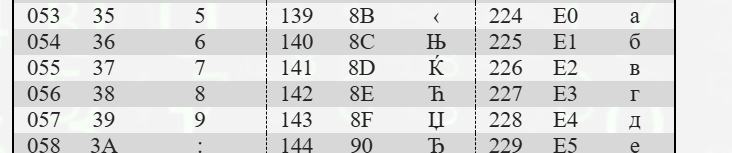 053 35 5 139 8B ‹ 224 E0 а
054 36 6 140 8C Њ 225 E1 б
055 37 7 141 8D Ќ 226 E2 в
056 38 8 142 8E Ћ 227 E3 г
057 39 9 143 8F Џ 228 E4 д
058 3A : 144 90 Ђ 229 E5 е